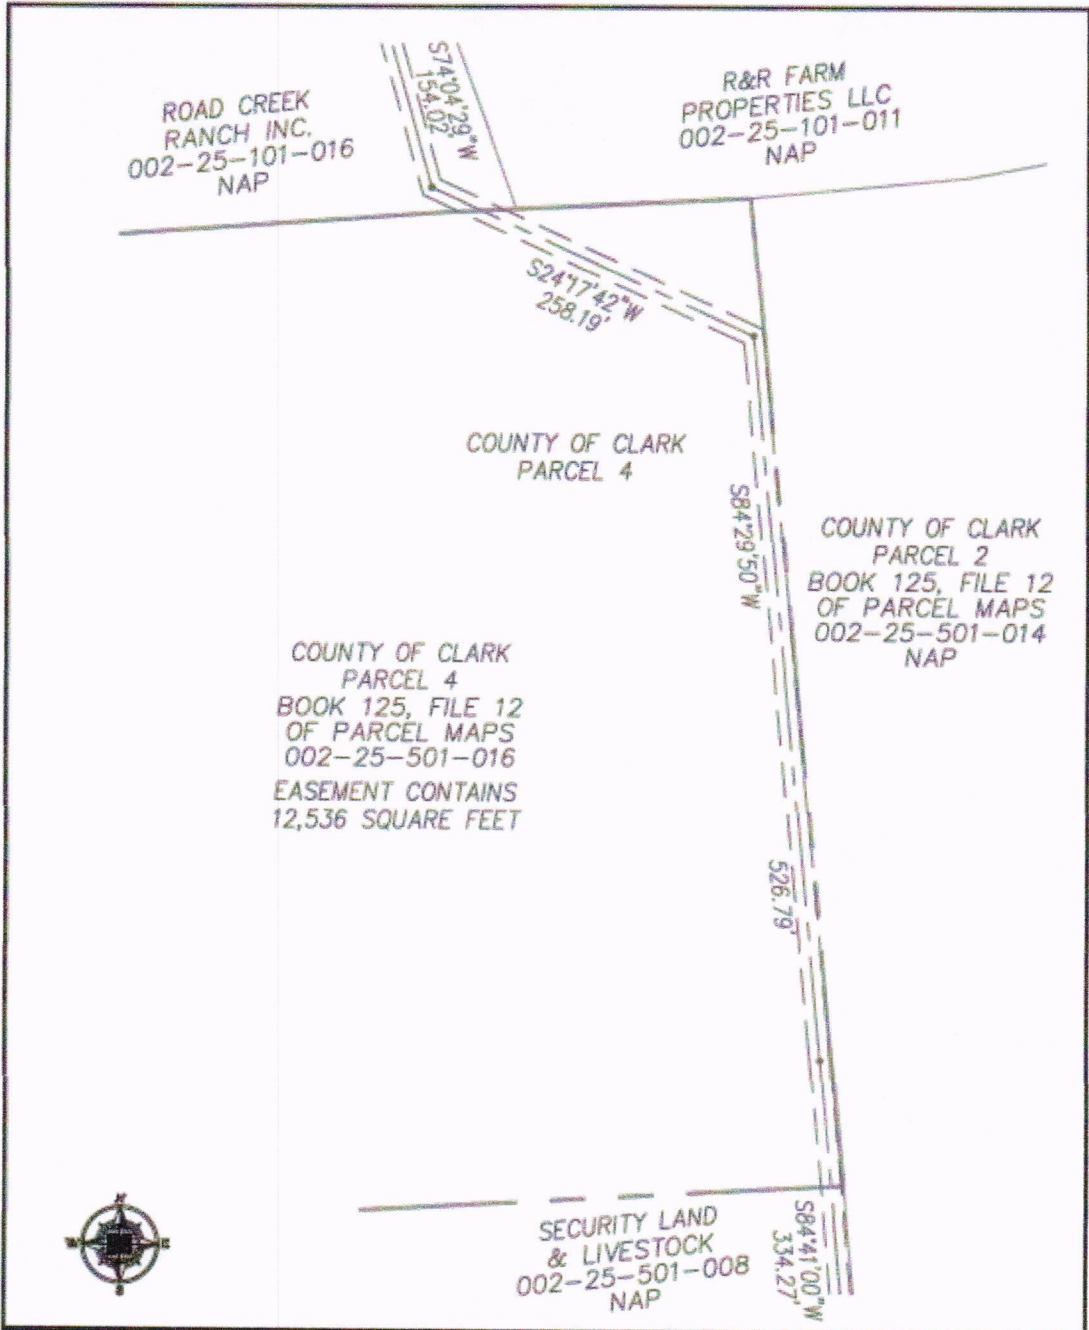 ROAD CREEK
RANCH INC.
002-25-101-016
NAP
S74°04'29"W
154.02
R&R FARM
PROPERTIES LLC
002-25-101-011
NAP
S24°17'42"W
258.19'
COUNTY OF CLARK
PARCEL 4
S84°29'50"W
526.79'
COUNTY OF CLARK
PARCEL 2
BOOK 125, FILE 12
OF PARCEL MAPS
002-25-501-014
NAP
COUNTY OF CLARK
PARCEL 4
BOOK 125, FILE 12
OF PARCEL MAPS
002-25-501-016
EASEMENT CONTAINS
12,536 SQUARE FEET
SECURITY LAND
& LIVESTOCK
002-25-501-008
NAP
S84°41'00"W
334.27'
N
E
S